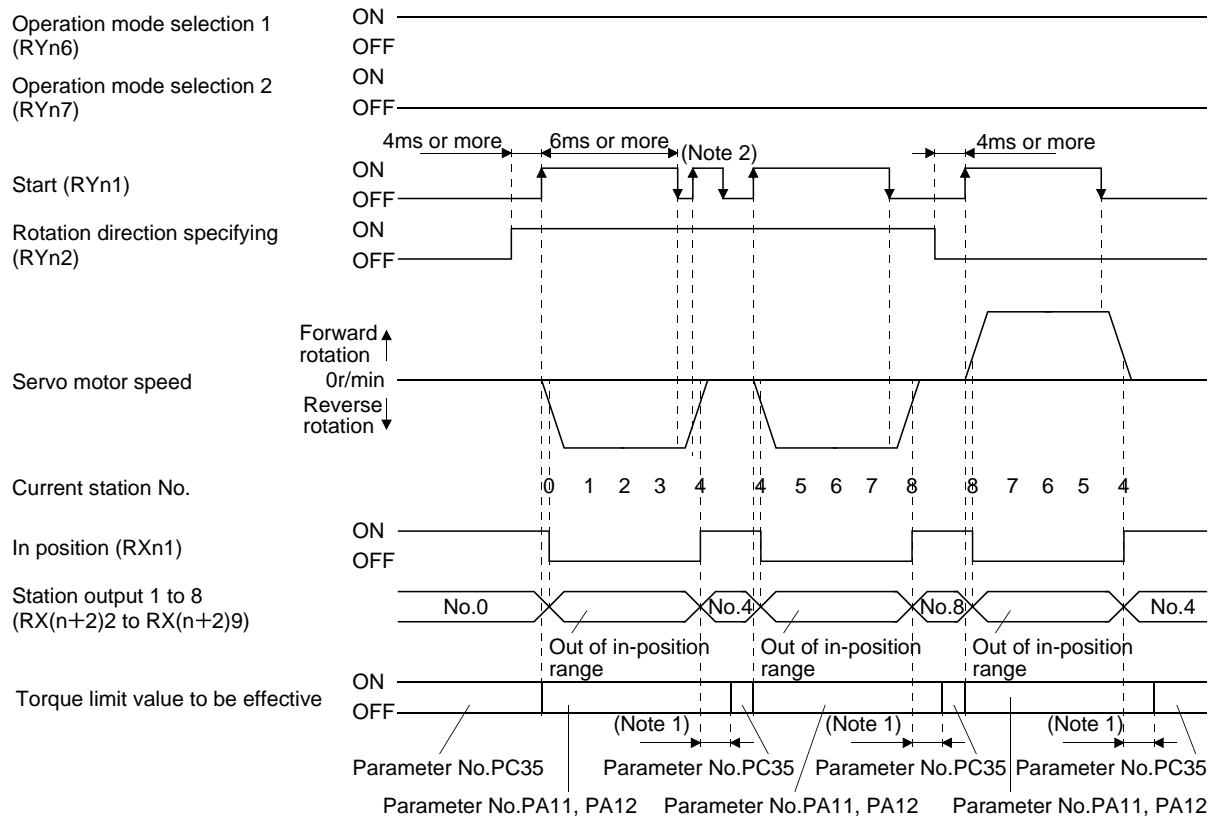 Operation mode selection 1
(RYn6)
ON
OFF
Operation mode selection 2
(RYn7)
ON
OFF
4ms or more
6ms or more
(Note 2)
4ms or more
Start (RYn1)
ON
OFF
Rotation direction specifying
(RYn2)
ON
OFF
Servo motor speed
Forward
rotation
0r/min
Reverse
rotation
Current station No.
0 1 2 3 4 4 5 6 7 8 8 7 6 5 4
In position (RXn1)
ON
OFF
Station output 1 to 8
(RX(n+2)2 to RX(n+2)9)
No.0
No.4
No.8
No.4
Out of in-position
range
Out of in-position
range
Out of in-position
range
Torque limit value to be effective
ON
OFF
(Note 1)
(Note 1)
(Note 1)
Parameter No.PC35
Parameter No.PC35
Parameter No.PC35
Parameter No.PC35
Parameter No.PA11, PA12
Parameter No.PA11, PA12
Parameter No.PA11, PA12